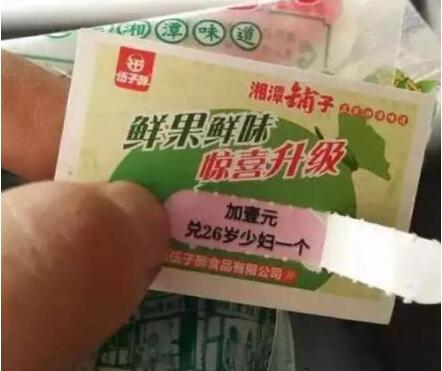 湘潭味道
伍子醉
湘潭铺子
鲜果鲜味
惊喜升级
加壹元
兑26岁少妇一个
伍子醉食品有限公司